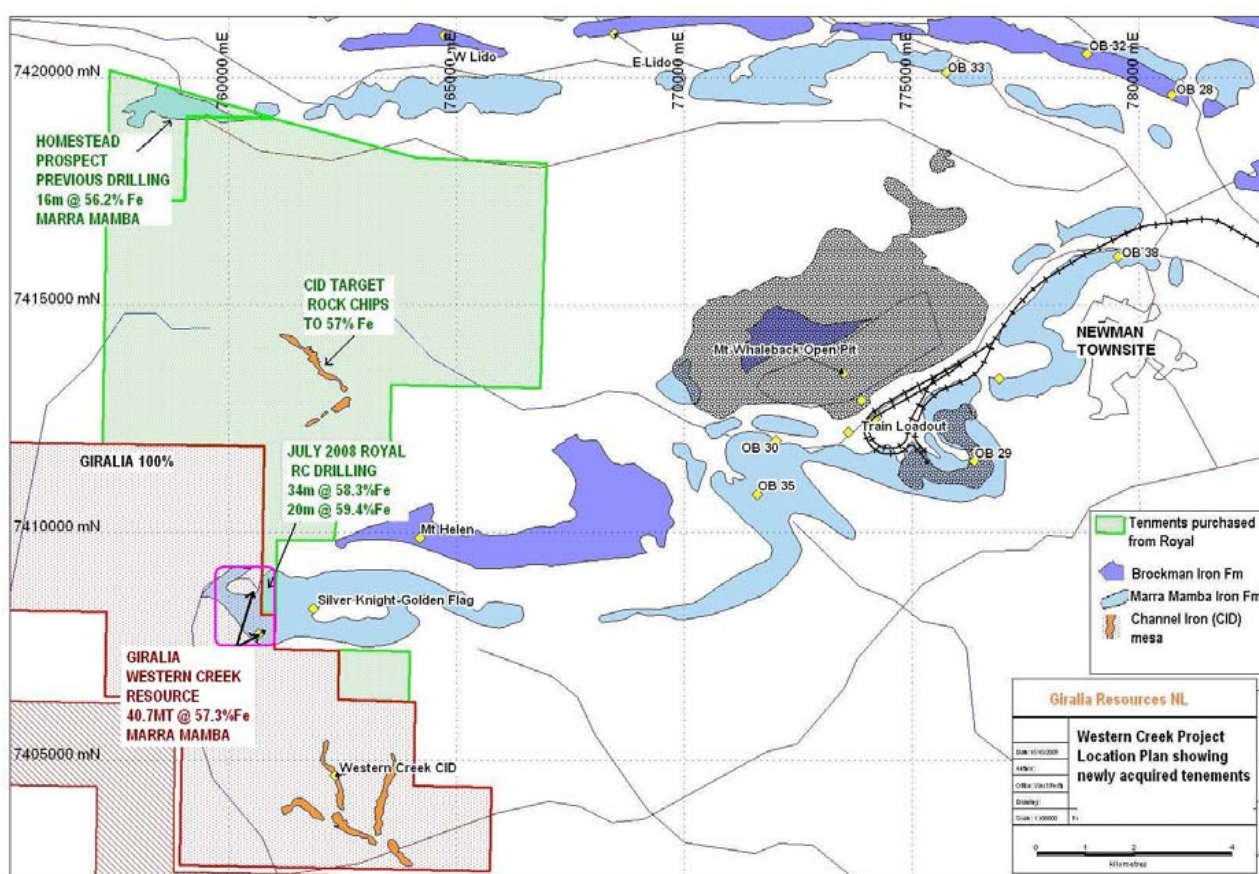 760000 mE
765000 mE
770000 mE
775000 mE
780000 mE
7420000 mN
7415000 mN
7410000 mN
7405000 mN
W Lido
E Lido
OB 33
OB 32
OB 28
HOMESTEAD
PROSPECT
PREVIOUS DRILLING
16m @ 56.2% Fe
MARRA MAMBA
CID TARGET
ROCK CHIPS
TO 57% Fe
Mt Whaleback Open Pit
OB 38
NEWMAN
TOWNSITE
Train Loadout
OB 30
OB 29
OB 35
GIRALIA 100%
JULY 2008 ROYAL
RC DRILLING
34m @ 58.3%Fe
20m @ 59.4%Fe
Mt Helen
Silver Knight-Golden Flag
GIRALIA
WESTERN CREEK
RESOURCE
40.7MT @ 57.3%Fe
MARRA MAMBA
Western Creek CID
Tenments purchased
from Royal
Brockman Iron Fm
Marra Mamba Iron Fm
Channel Iron (CID)
mesa
Giralia Resources NL
Western Creek Project
Location Plan showing
newly acquired tenements
Author:
Office: West Perth
Drawing:
0 1 2 4
kilometres